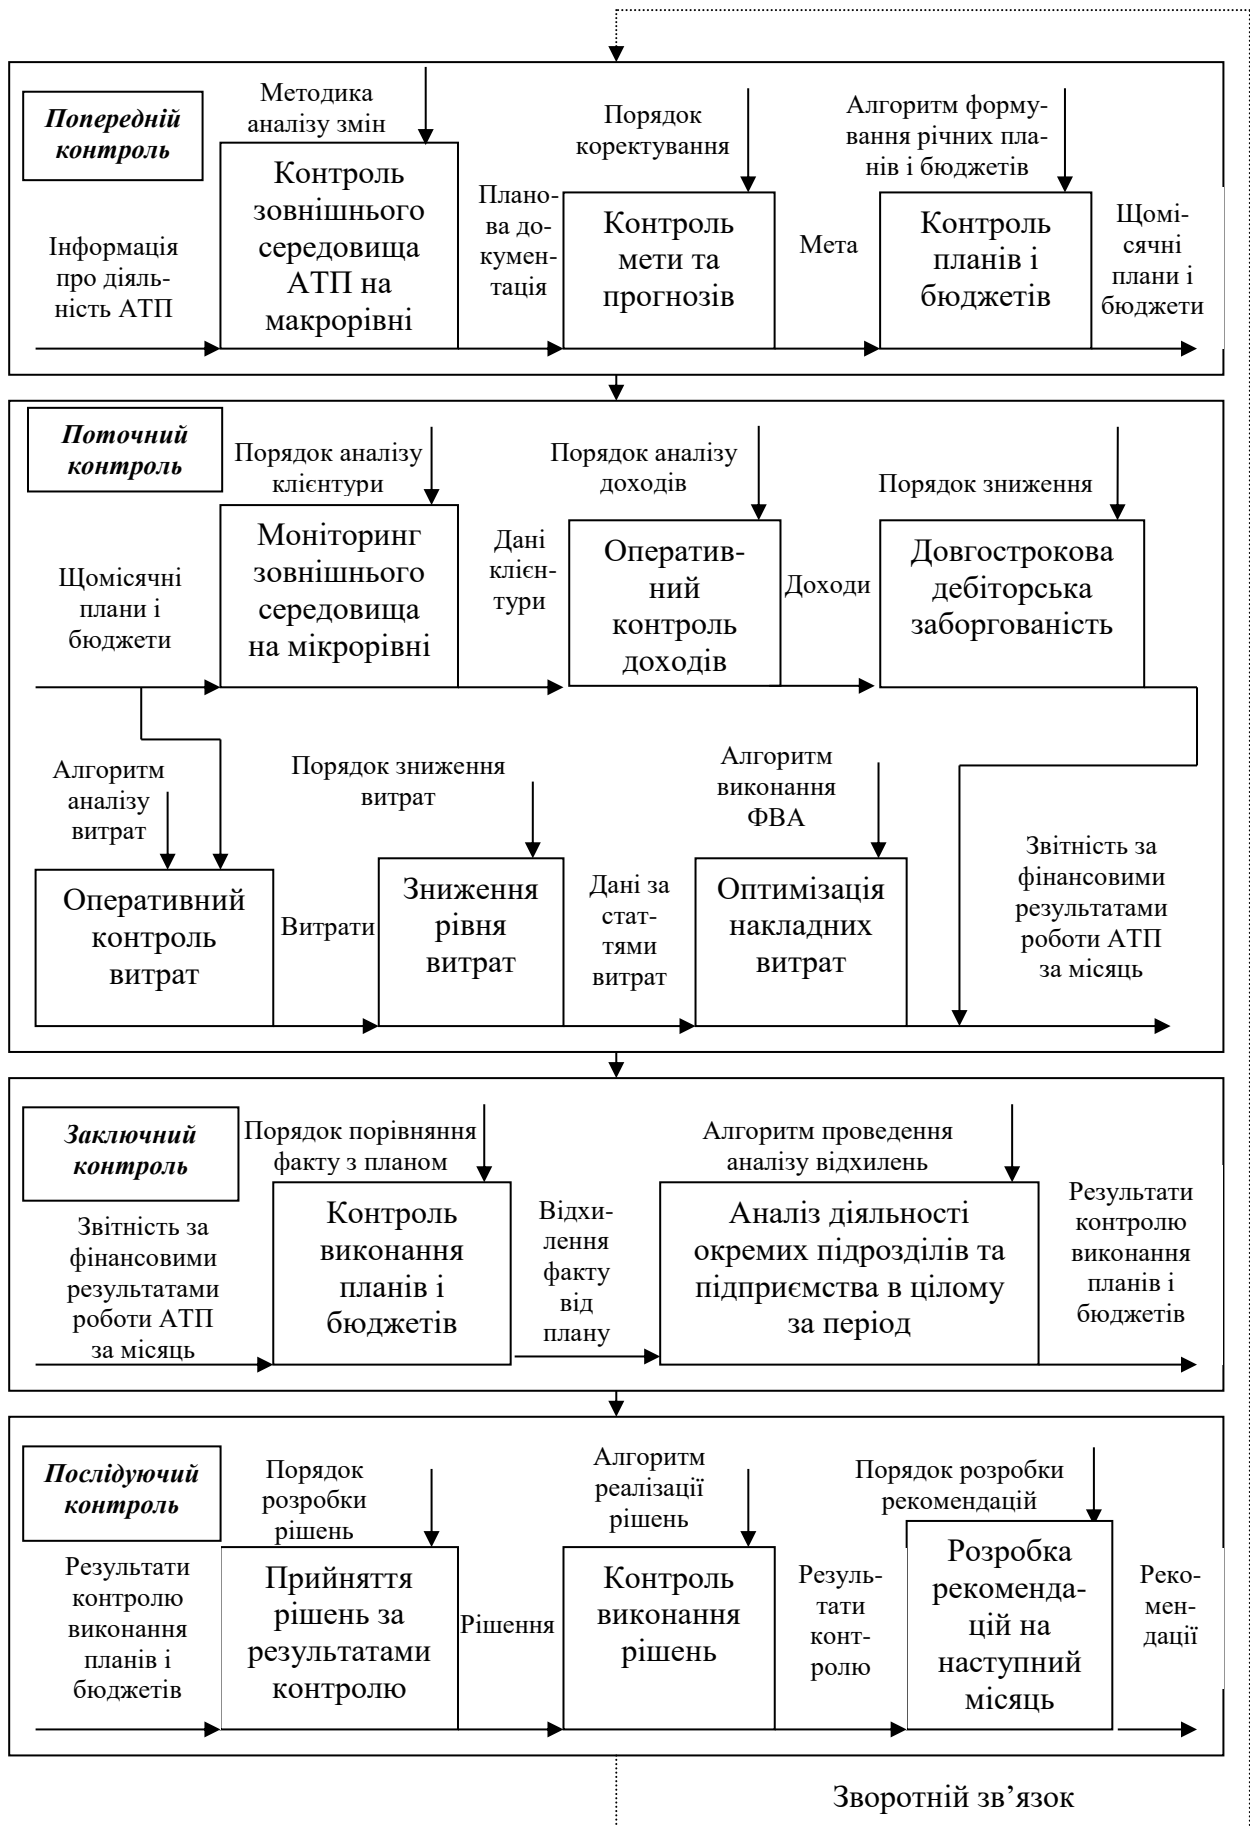 Попередній
контроль
Методика
аналізу змін
Порядок
коректування
Алгоритм форму-
вання річних пла-
нів і бюджетів
Інформація
про діяль-
ність АТП
Контроль
зовнішнього
середовища
АТП на
макрорівні
Плано-
ва до-
кумен-
тація
Контроль
мети та
прогнозів
Мета
Контроль
планів і
бюджетів
Щомі-
сячні
плани і
бюджети
Поточний
контроль
Порядок аналізу
клієнтури
Порядок аналізу
доходів
Порядок зниження
Щомісячні
плани і
бюджети
Моніторинг
зовнішнього
середовища
на мікрорівні
Дані
клієн-
тури
Оператив-
ний
контроль
доходів
Доходи
Довгострокова
дебіторська
заборгованість
Алгоритм
аналізу
витрат
Порядок зниження
витрат
Алгоритм
виконання
ФВА
Оперативний
контроль
витрат
Витрати
Зниження
рівня
витрат
Дані за
стат-
тями
витрат
Оптимізація
накладних
витрат
Звітність за
фінансовими
результатами
роботи АТП
за місяць
Заключний
контроль
Порядок порівняння
факту з планом
Алгоритм проведення
аналізу відхилень
Звітність за
фінансовими
результатами
роботи АТП
за місяць
Контроль
виконання
планів і
бюджетів
Відхи-
лення
факту
від
плану
Аналіз діяльності
окремих підрозділів та
підприємства в цілому
за період
Результати
контролю
виконання
планів і
бюджетів
Послідуючий
контроль
Порядок
розробки
рішень
Алгоритм
реалізації
рішень
Порядок розробки
рекомендацій
Результати
контролю
виконання
планів і
бюджетів
Прийняття
рішень за
результатами
контролю
Рішення
Контроль
виконання
рішень
Резуль-
тати
конт-
ролю
Розробка
рекоменда-
цій на
наступний
місяць
Реко-
мен-
дації
Зворотній зв’язок